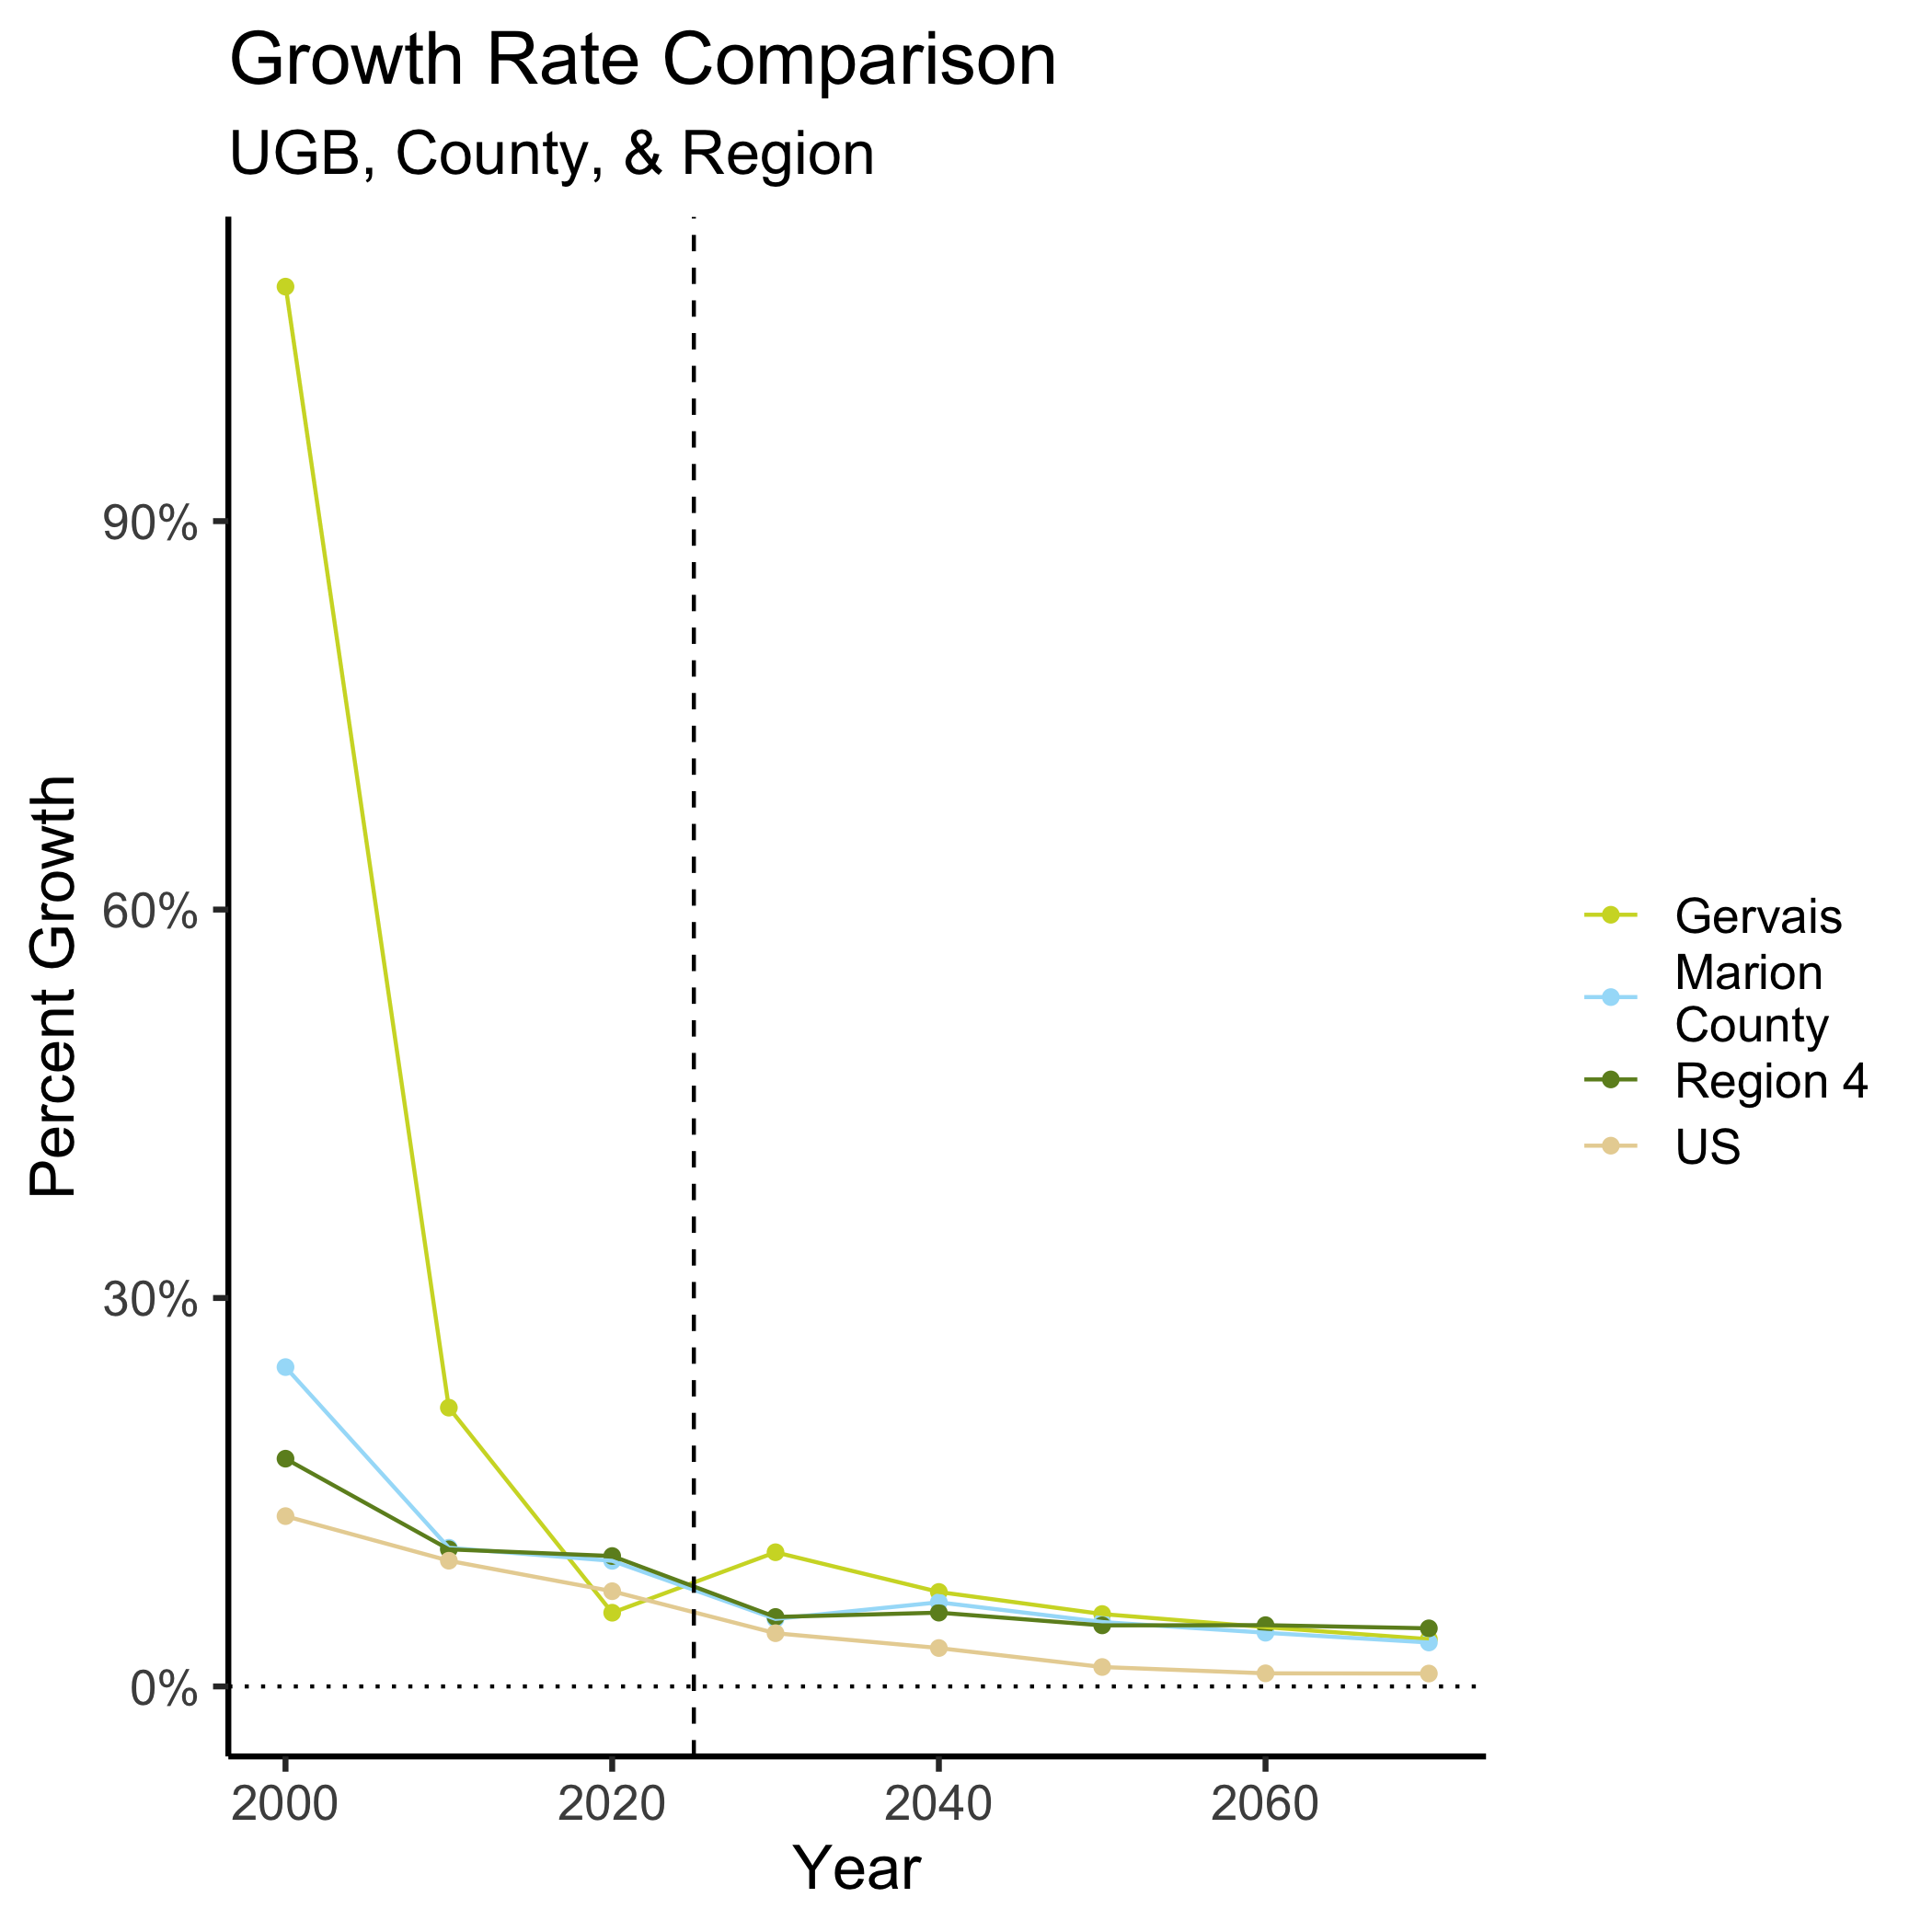 Growth Rate Comparison
UGB, County, & Region
Percent Growth
90%
60%
30%
0%
2000
2020
2040
2060
Year
Gervais
Marion
County
Region 4
US